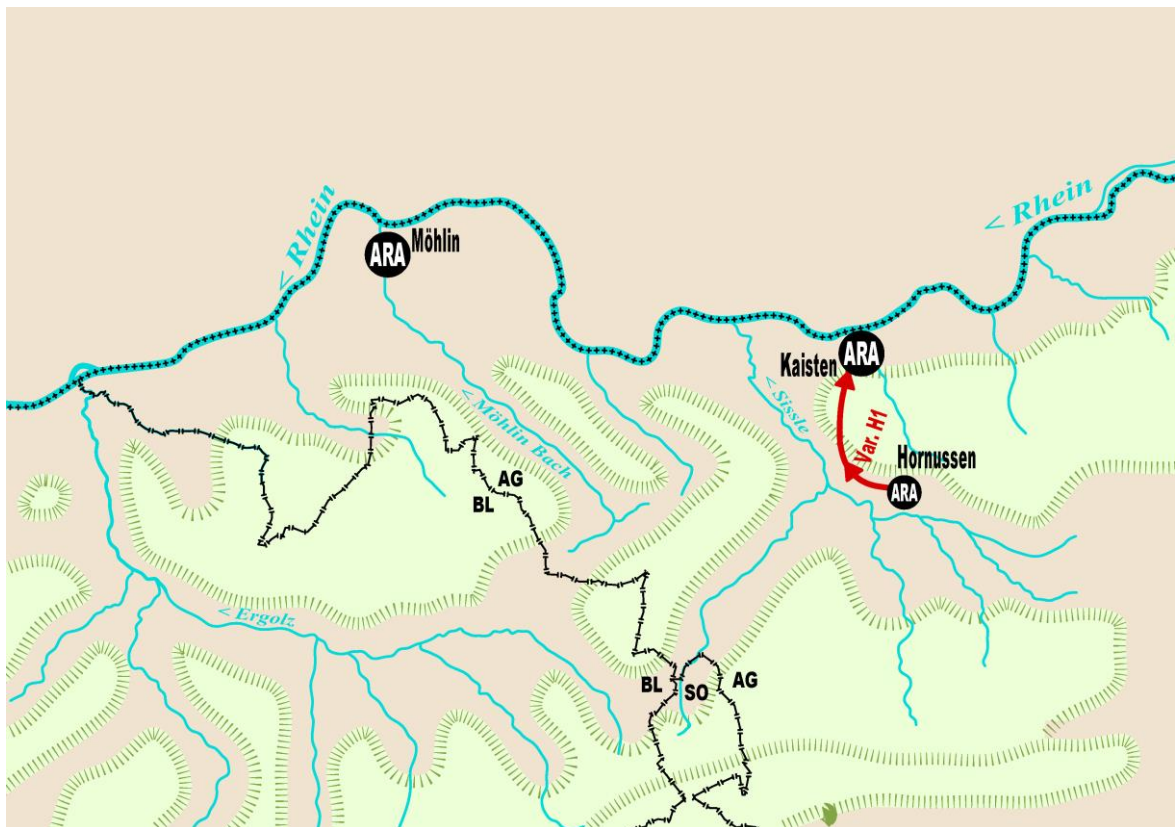 < Rhein
< Rhein
ARA
Möhlin
Kaisten
ARA
< Sissle
Var. H1
Hornussen
ARA
< Möhlin Bach
AG
BL
< Ergolz
BL
SO
AG